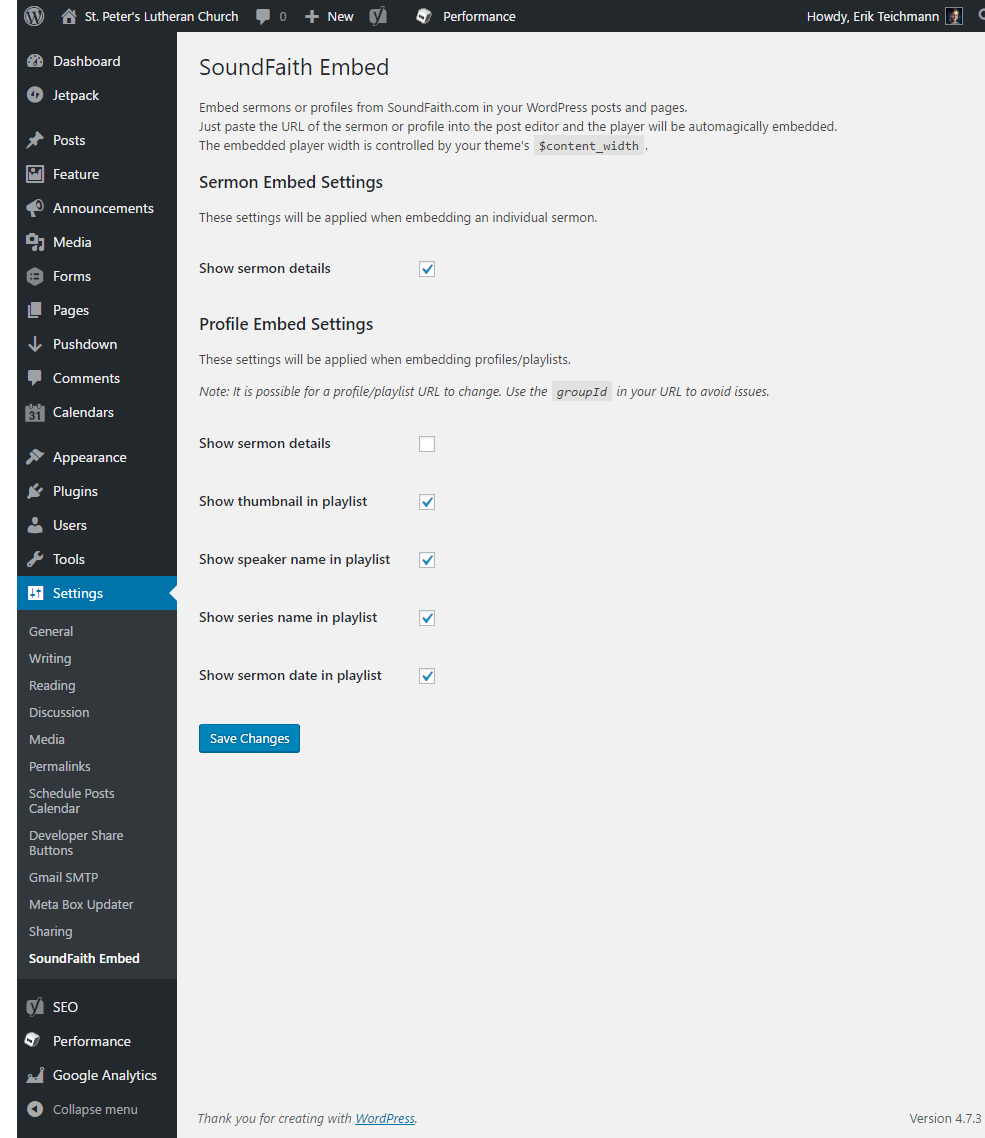 St. Peter's Lutheran Church 0 New Performance Howdy, Erik Teichmann
Dashboard
Jetpack
Posts
Feature
Announcements
Media
Forms
Pages
Pushdown
Comments
31 Calendars
Appearance
Plugins
Users
Tools
Settings
General
Writing
Reading
Discussion
Media
Permalinks
Schedule Posts
Calendar
Developer Share
Buttons
Gmail SMTP
Meta Box Updater
Sharing
SoundFaith Embed
SEO
Performance
Google Analytics
Collapse menu
SoundFaith Embed
Embed sermons or profiles from SoundFaith.com in your WordPress posts and pages.
Just paste the URL of the sermon or profile into the post editor and the player will be automagically embedded.
The embedded player width is controlled by your theme's $content_width .
Sermon Embed Settings
These settings will be applied when embedding an individual sermon.
Show sermon details
Profile Embed Settings
These settings will be applied when embedding profiles/playlists.
Note: It is possible for a profile/playlist URL to change. Use the groupId in your URL to avoid issues.
Show sermon details
Show thumbnail in playlist
Show speaker name in playlist
Show series name in playlist
Show sermon date in playlist
Save Changes
Thank you for creating with WordPress. Version 4.7.3